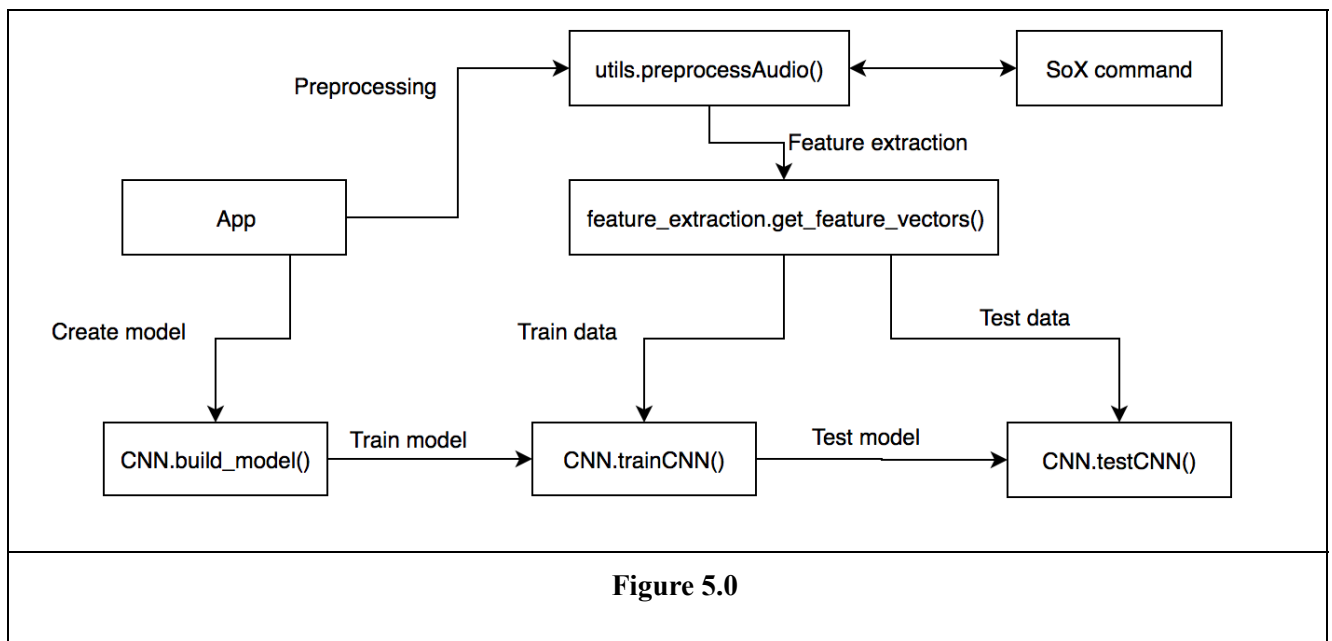 utils.preprocessAudio()
SoX command
Preprocessing
Feature extraction
App
feature_extraction.get_feature_vectors()
Create model
Train data
Test data
CNN.build_model()
Train model
CNN.trainCNN()
Test model
CNN.testCNN()
Figure 5.0